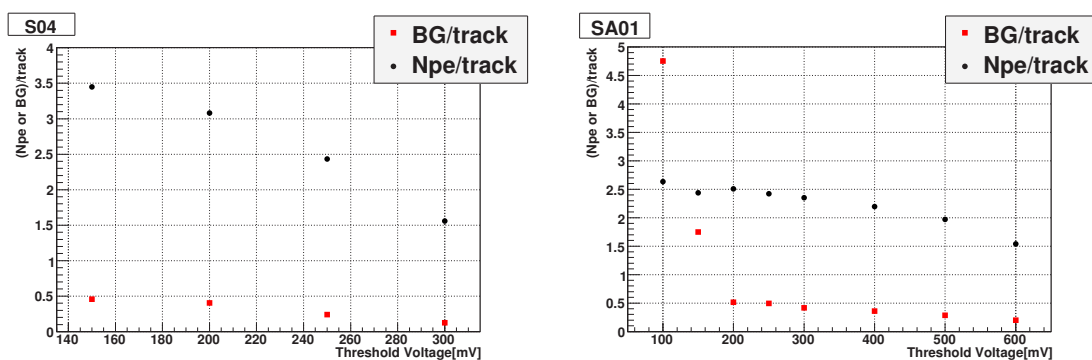 S04
BG/track
Npe/track
(Npe or BG)/track
4
3.5
3
2.5
2
1.5
1
0.5
0
140 160 180 200 220 240 260 280 300
Threshold Voltage[mV]
SA01
BG/track
Npe/track
(Npe or BG)/track
5
4.5
4
3.5
3
2.5
2
1.5
1
0.5
0
100 200 300 400 500 600
Threshold Voltage[mV]